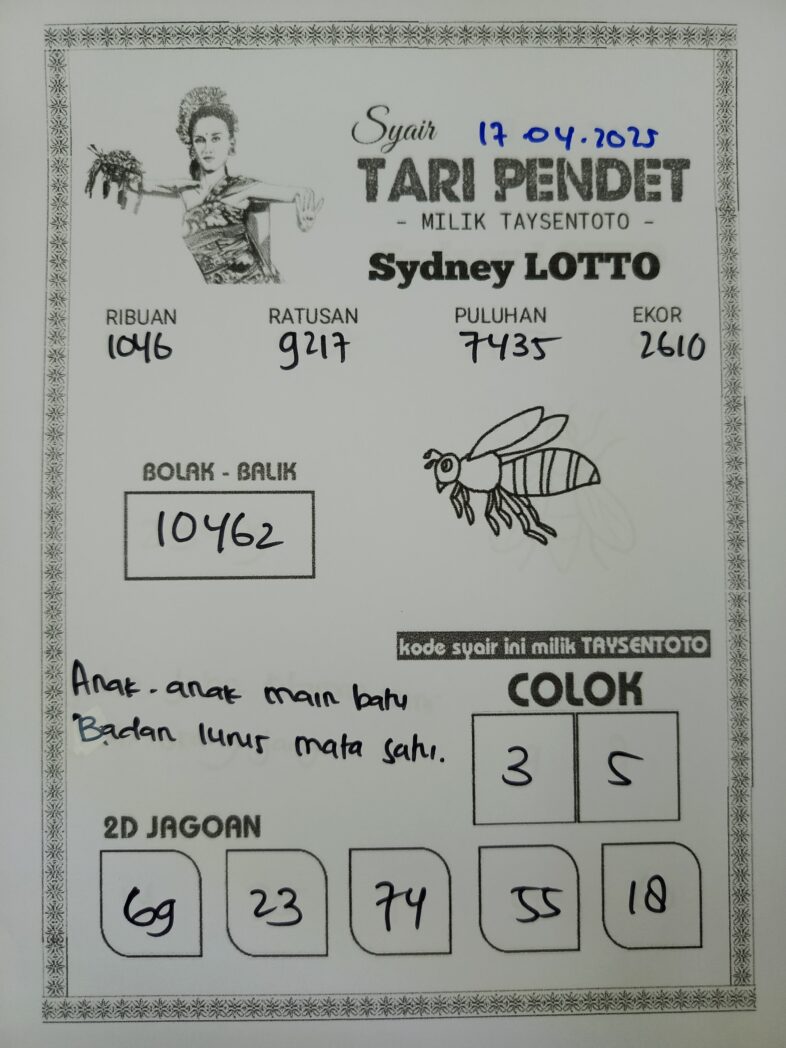 Syair 17.04.2025
TARI PENDET
- MILIK TAYSENTOTO -
Sydney LOTTO
RIBUAN RATUSAN PULUHAN EKOR
1046 9217 7435 2610
BOLAK - BALIK
10462
kode syair ini milik TAYSENTOTO
Anak-anak main batu
Badan lurus mata satu.
COLOK
3 5
2D JAGOAN
69 23 74 55 18